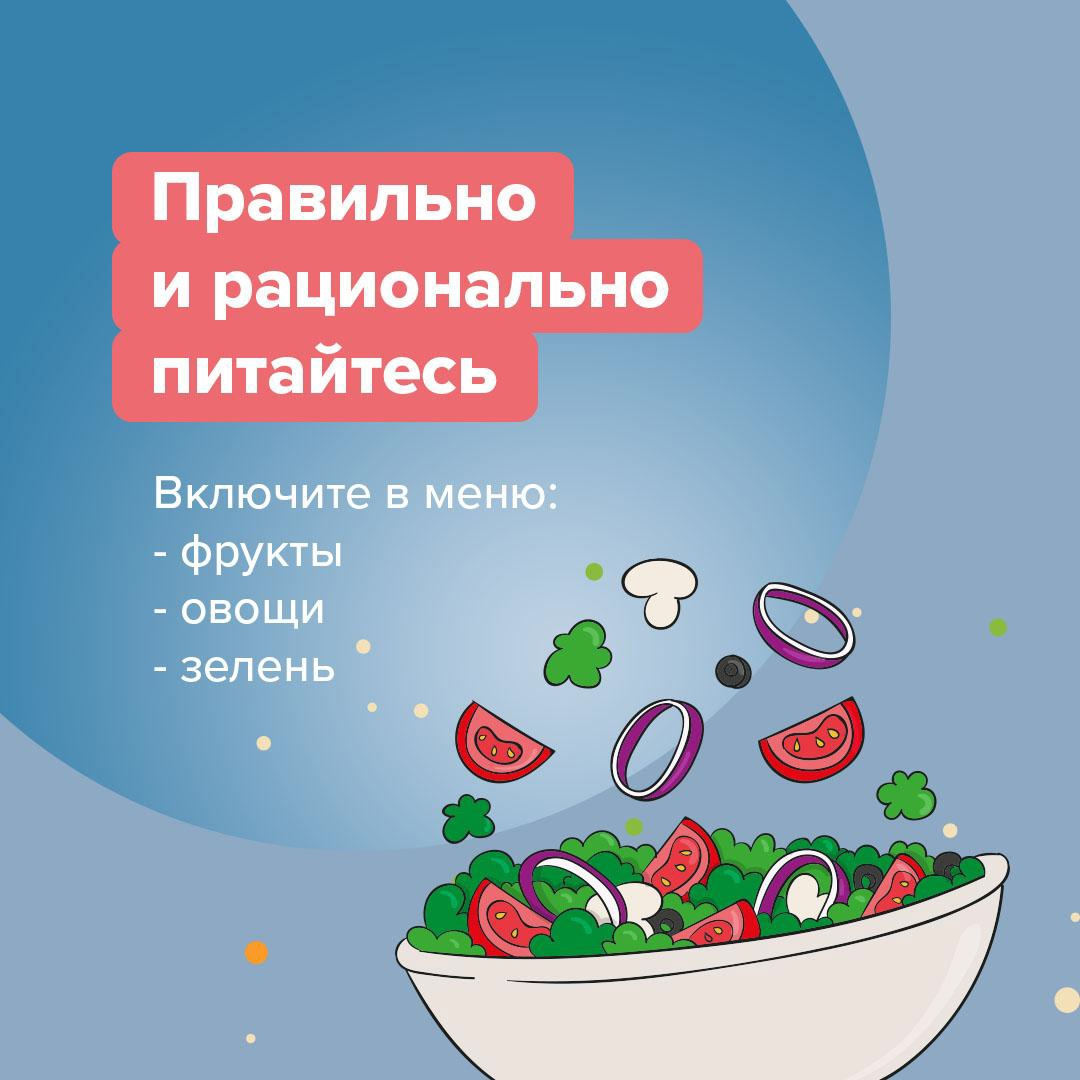 Правильно
и рационально
питайтесь
Включите в меню:
- фрукты
- овощи
- зелень